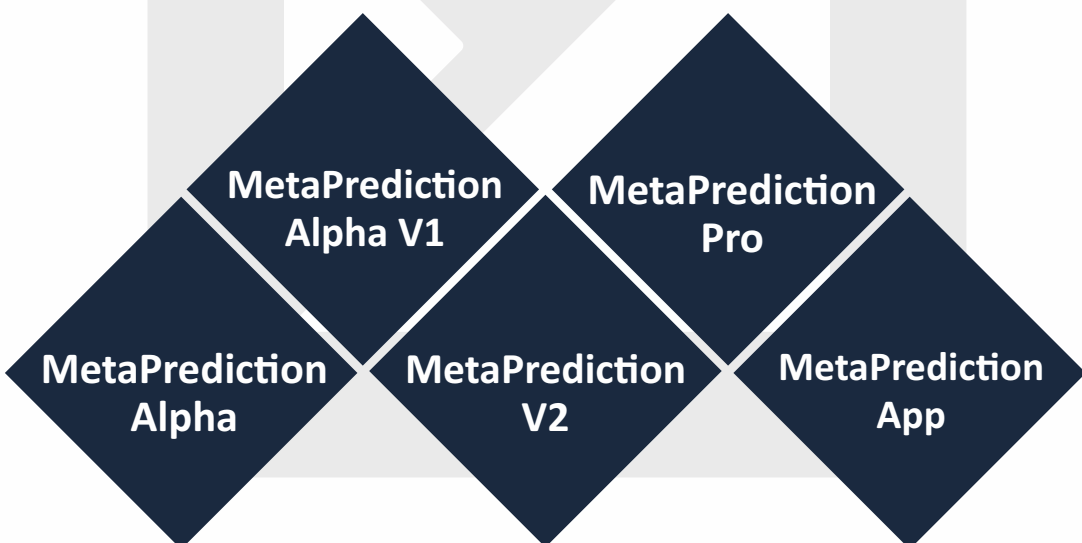 MetaPrediction
Alpha V1
MetaPrediction
Pro
MetaPrediction
Alpha
MetaPrediction
V2
MetaPrediction
App